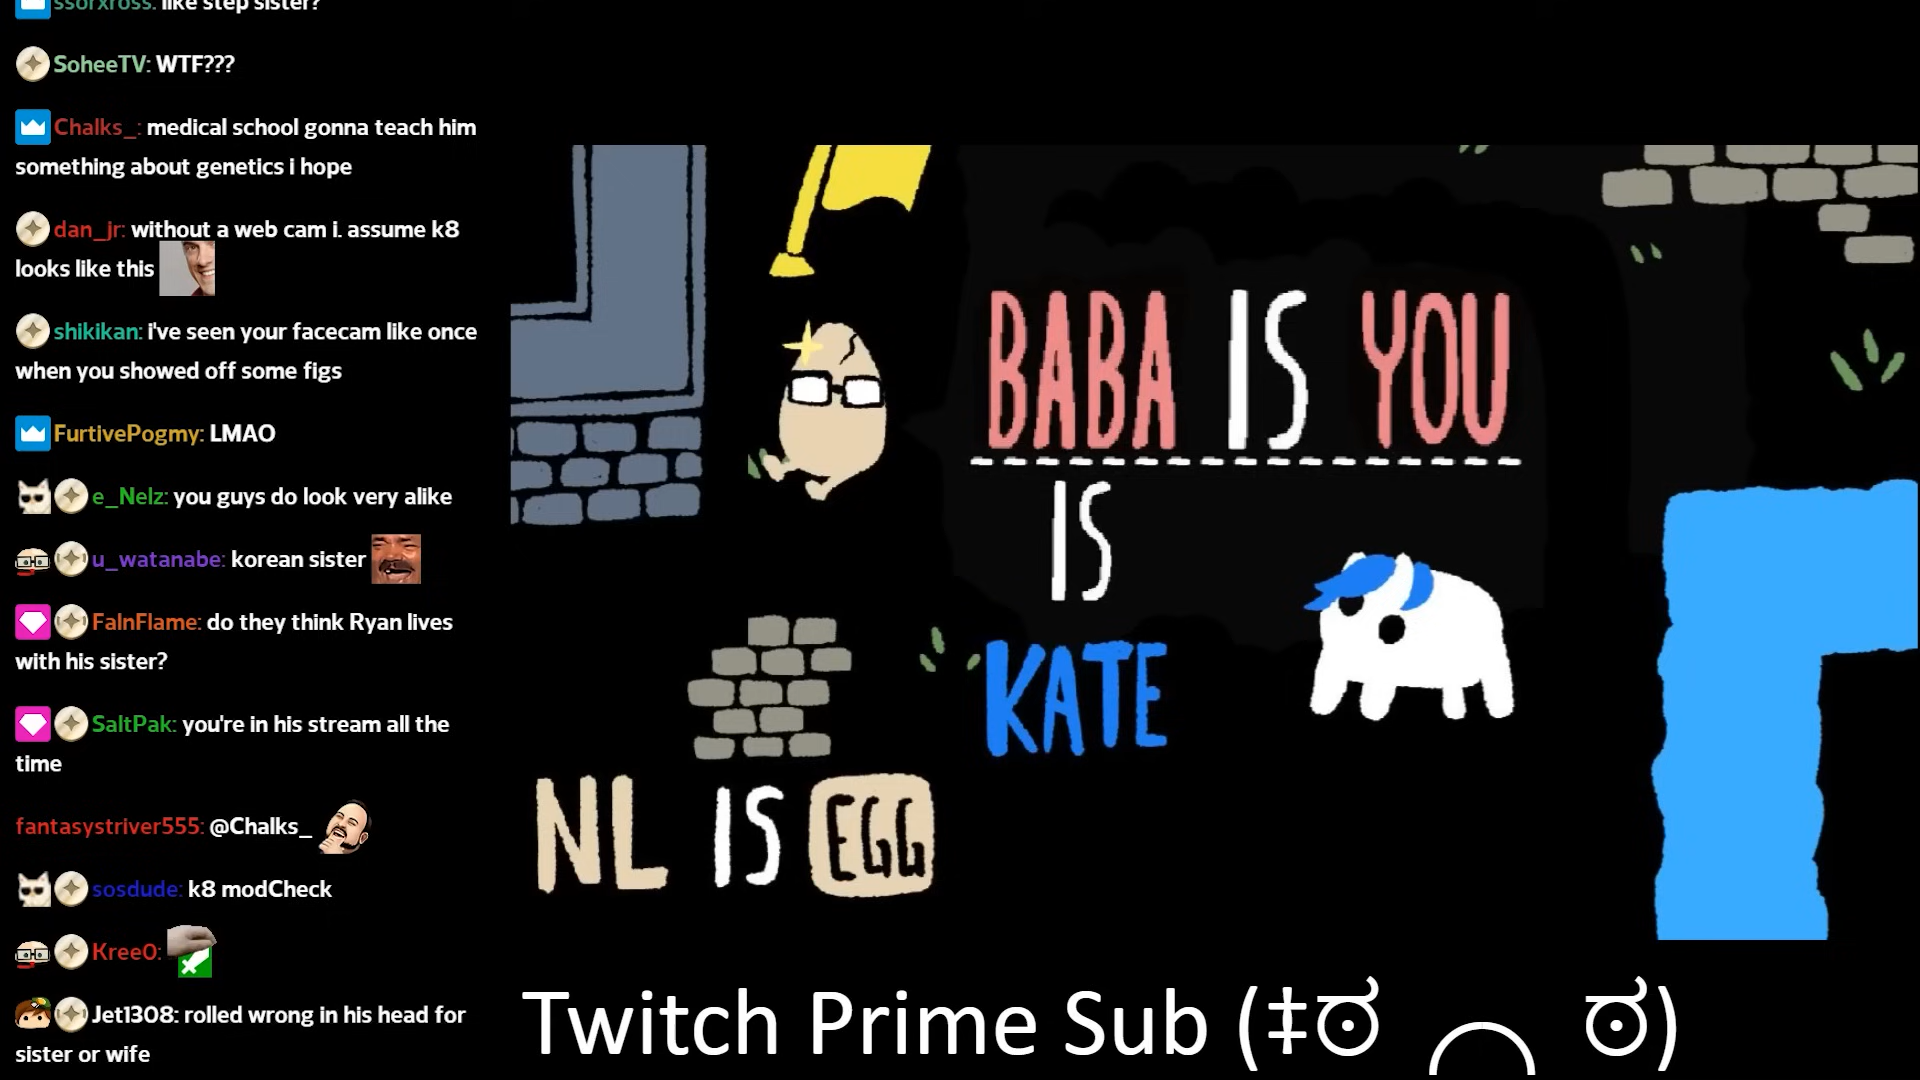 ssorxross: like step sister?
SoheeTV: WTF???
Chalks_: medical school gonna teach him
something about genetics i hope
dan_jr: without a web cam i. assume k8
looks like this
shikikan: i've seen your facecam like once
when you showed off some figs
FurtivePogmy: LMAO
e_Nelz: you guys do look very alike
u_watanabe: korean sister
FalnFlame: do they think Ryan lives
with his sister?
SaltPak: you're in his stream all the
time
fantasystriver555: @Chalks_
sosdude: k8 modCheck
Kree0:
Jet1308: rolled wrong in his head for
sister or wife
BABA IS YOU
IS
KATE
NL IS EGG
Twitch Prime Sub (‡ಠ ͟ ಠ)